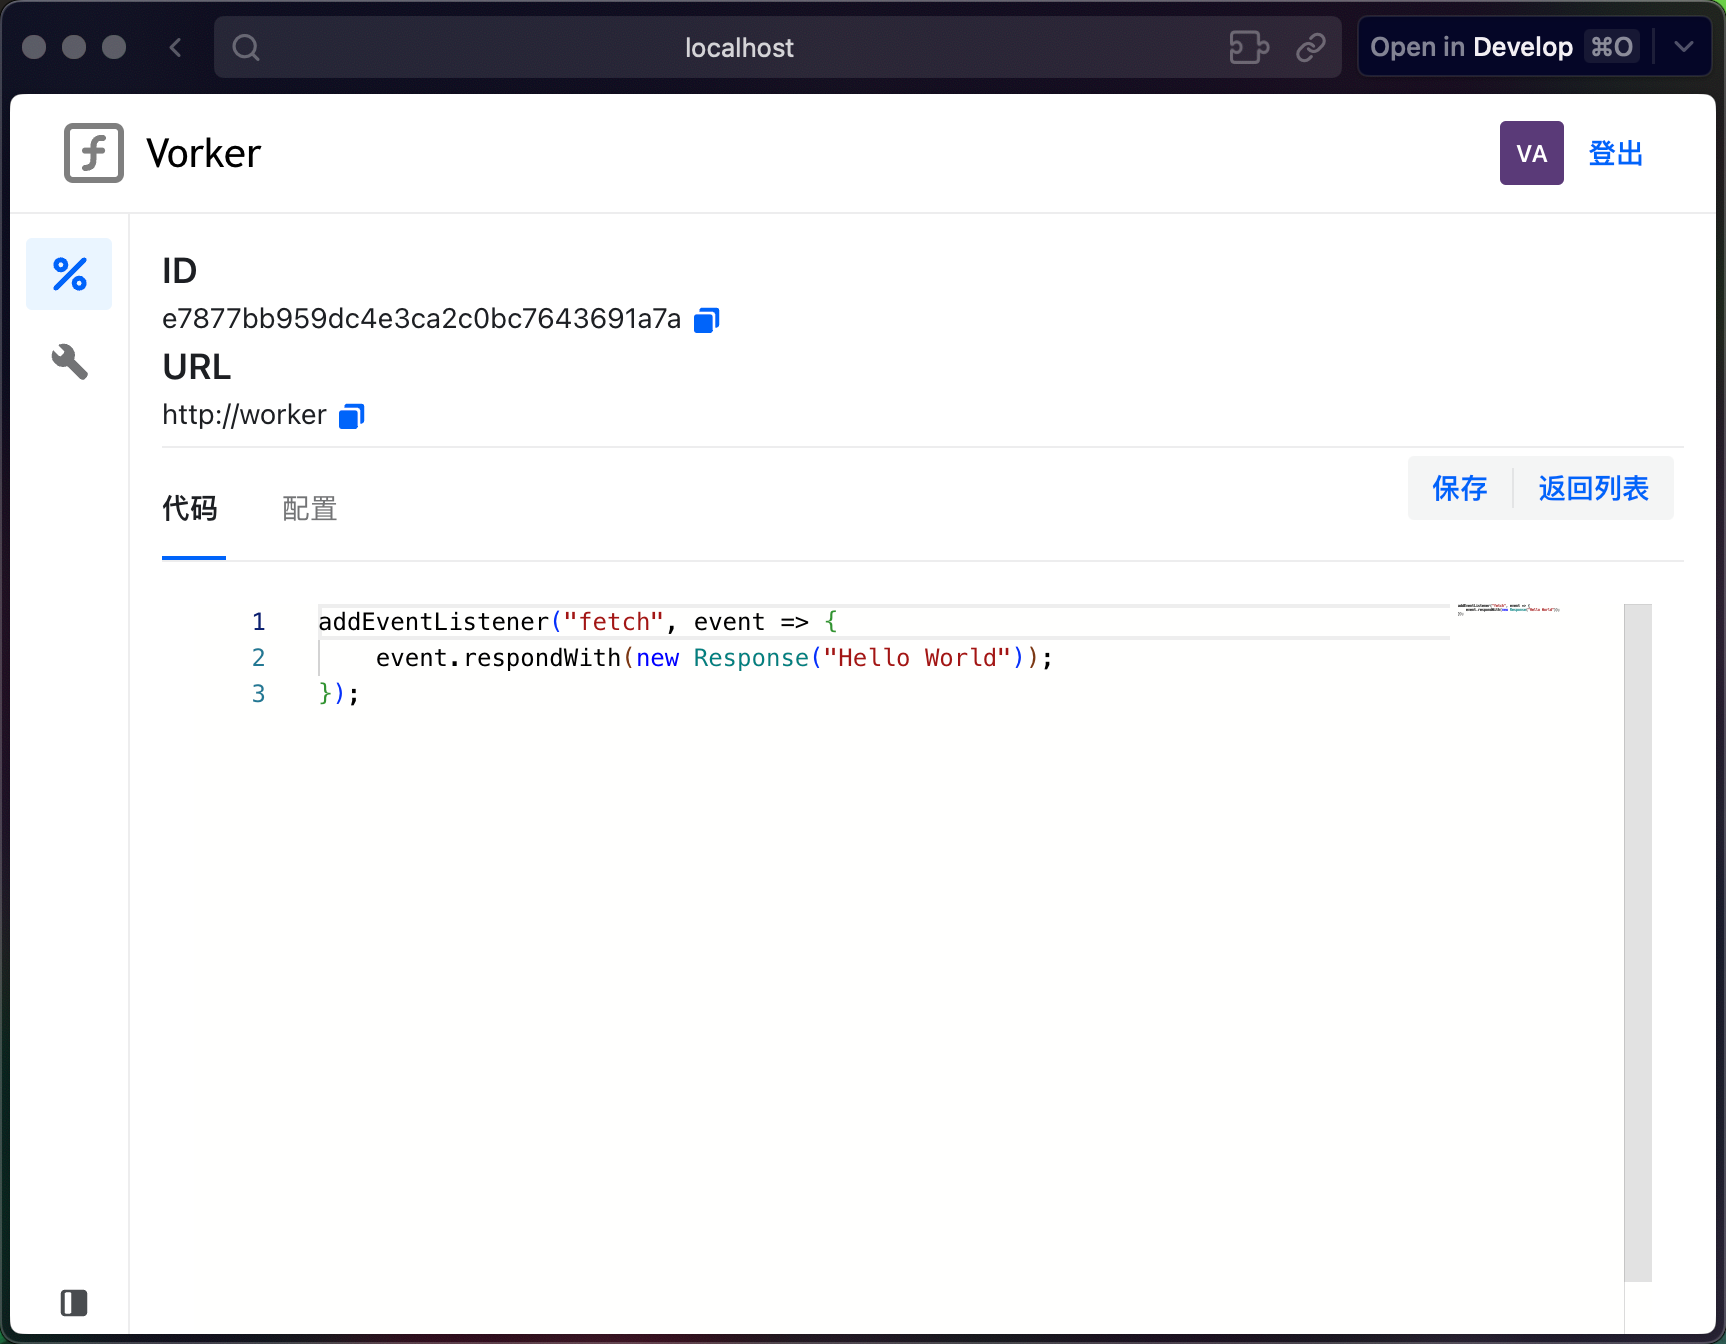 localhost
Open in Develop ⌘O
Vorker
VA
登出
ID
e7877bb959dc4e3ca2c0bc7643691a7a
URL
http://worker
代码
配置
保存
返回列表
1 addEventListener("fetch", event => {
2     event.respondWith(new Response("Hello World"));
3 });